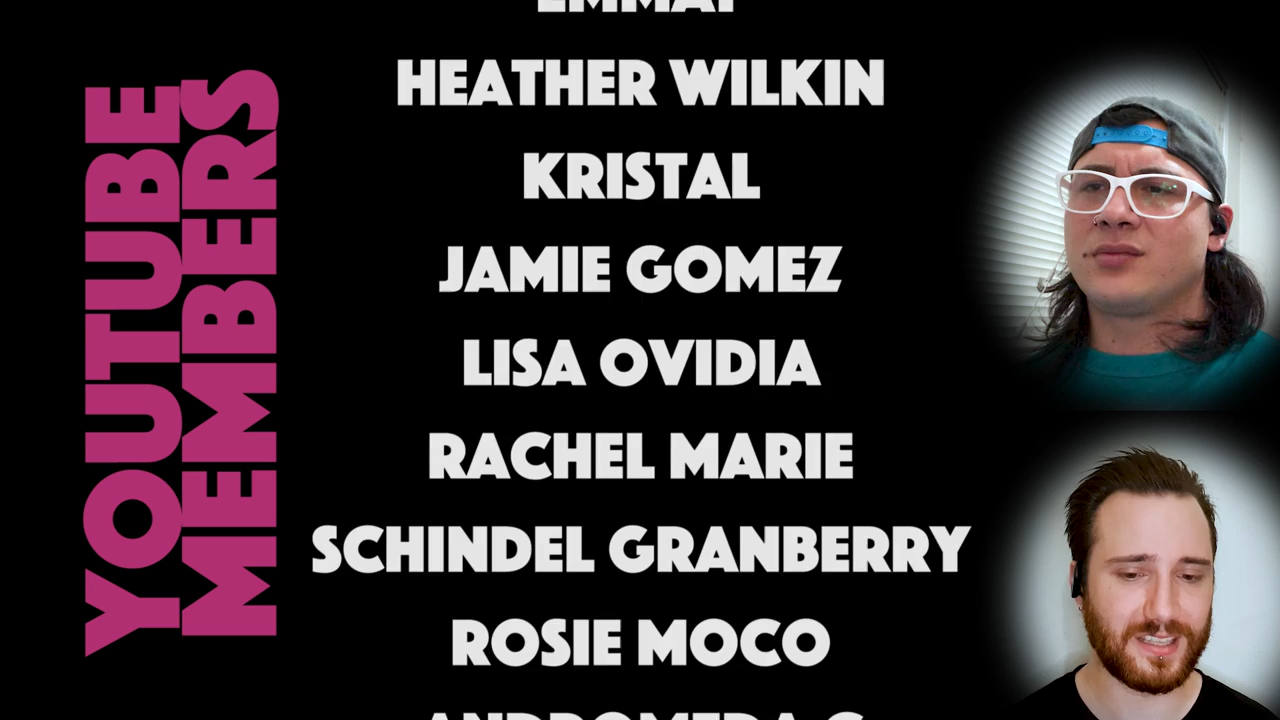 YOUTUBE
MEMBERS
HEATHER WILKIN
KRISTAL
JAMIE GOMEZ
LISA OVIDIA
RACHEL MARIE
SCHINDEL GRANBERRY
ROSIE MOCO